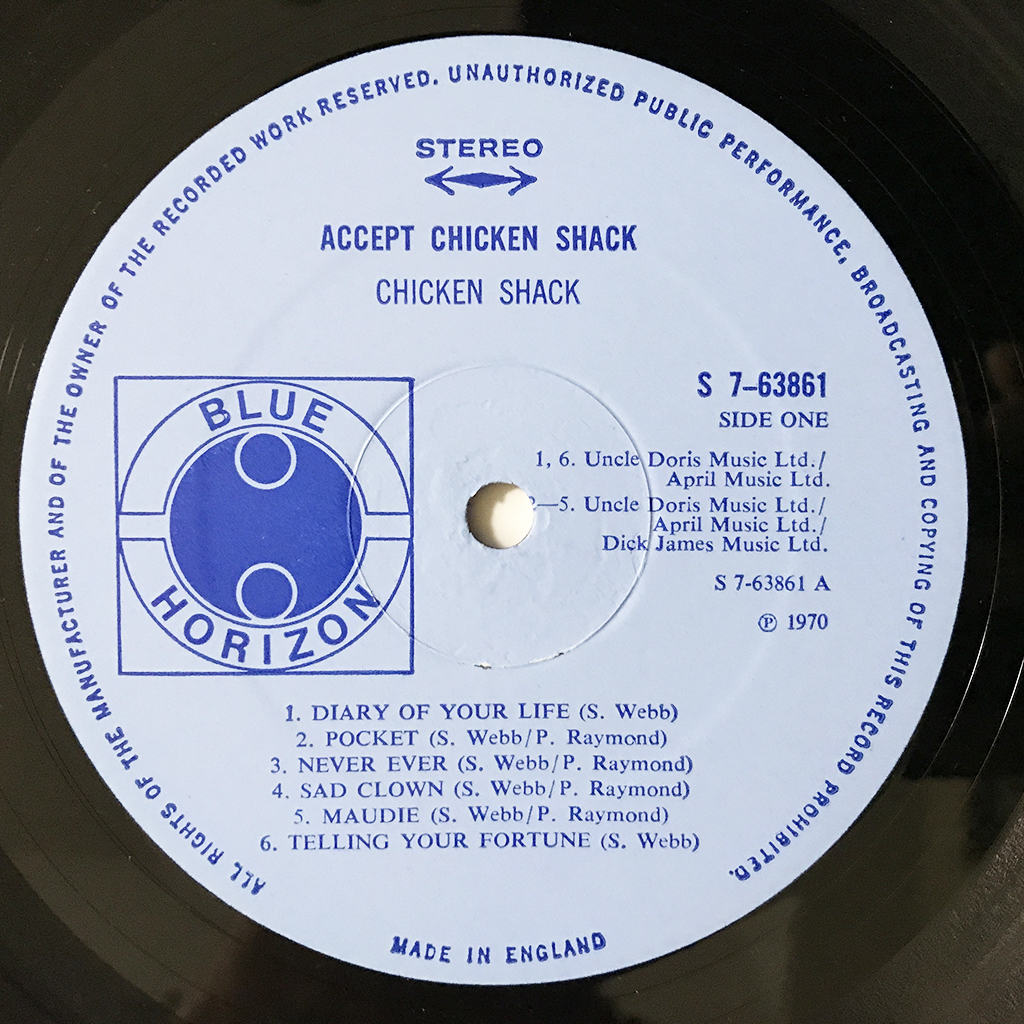 ALL RIGHTS OF THE MANUFACTURER AND OF THE OWNER OF THE RECORDED WORK RESERVED. UNAUTHORIZED PUBLIC PERFORMANCE, BROADCASTING AND COPYING OF THIS RECORD PROHIBITED.
STEREO
ACCEPT CHICKEN SHACK
CHICKEN SHACK
BLUE
HORIZON
S 7-63861
SIDE ONE
1, 6. Uncle Doris Music Ltd./
April Music Ltd.
2—5. Uncle Doris Music Ltd./
April Music Ltd./
Dick James Music Ltd.
S 7-63861 A
℗ 1970
1. DIARY OF YOUR LIFE (S. Webb)
2. POCKET (S. Webb/P. Raymond)
3. NEVER EVER (S. Webb/P. Raymond)
4. SAD CLOWN (S. Webb/P. Raymond)
5. MAUDIE (S. Webb/P. Raymond)
6. TELLING YOUR FORTUNE (S. Webb)
MADE IN ENGLAND